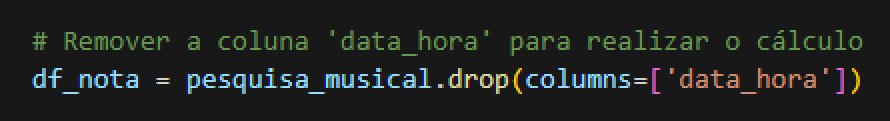 # Remover a coluna 'data_hora' para realizar o cálculo
df_nota = pesquisa_musical.drop(columns=['data_hora'])